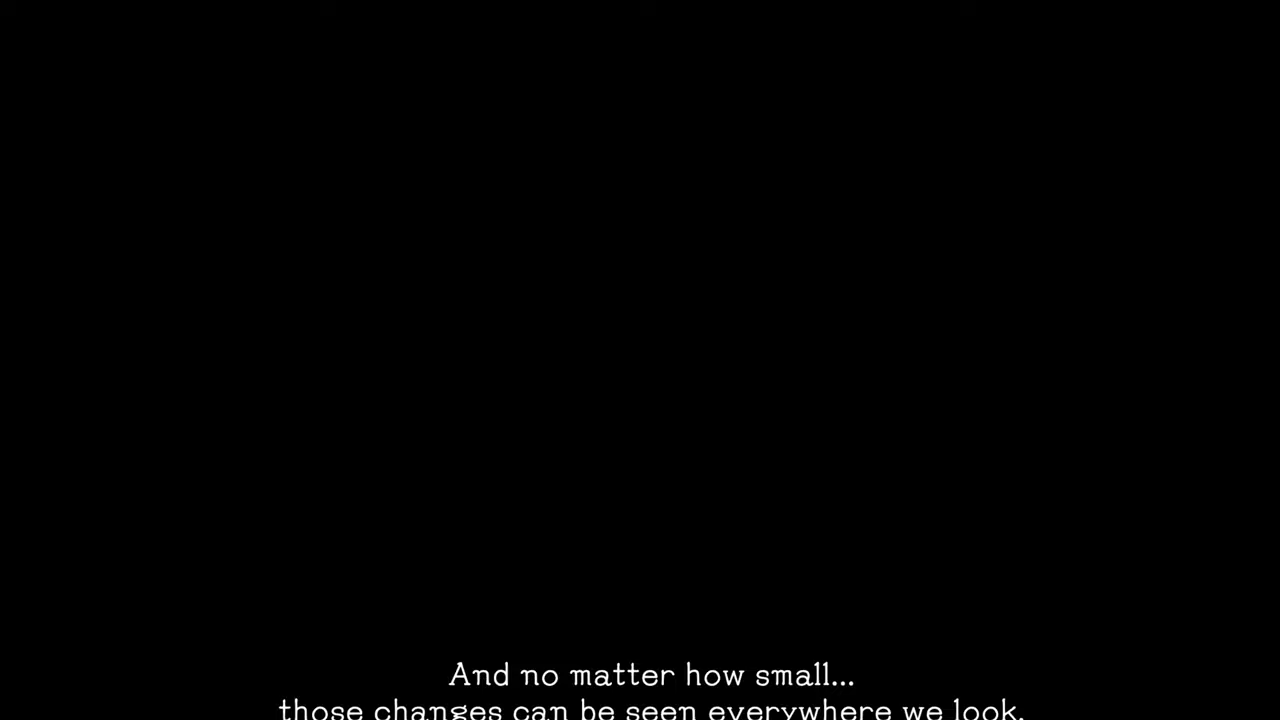 And no matter how small...
those changes can be seen everywhere we look.